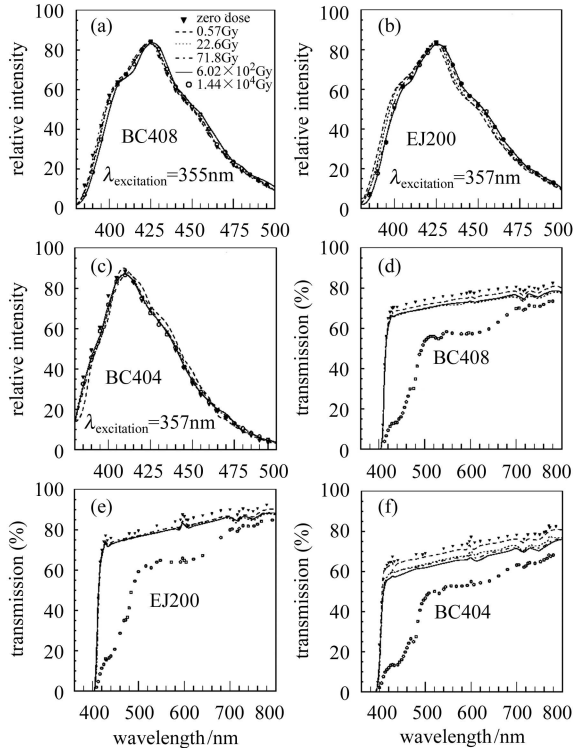 (a)
▼ zero dose
0.57Gy
22.6Gy
71.8Gy
6.02×10²Gy
1.44×10⁴Gy
BC408
λexcitation=355nm
relative intensity
100
80
60
40
20
0
400 425 450 475 500
(b)
EJ200
λexcitation=357nm
relative intensity
100
80
60
40
20
0
400 425 450 475 500
(c)
BC404
λexcitation=357nm
relative intensity
100
80
60
40
20
0
400 425 450 475 500
(d)
BC408
transmission (%)
100
80
60
40
20
0
400 500 600 700 800
(e)
EJ200
transmission (%)
100
80
60
40
20
0
400 500 600 700 800
wavelength/nm
(f)
BC404
transmission (%)
100
80
60
40
20
0
400 500 600 700 800
wavelength/nm